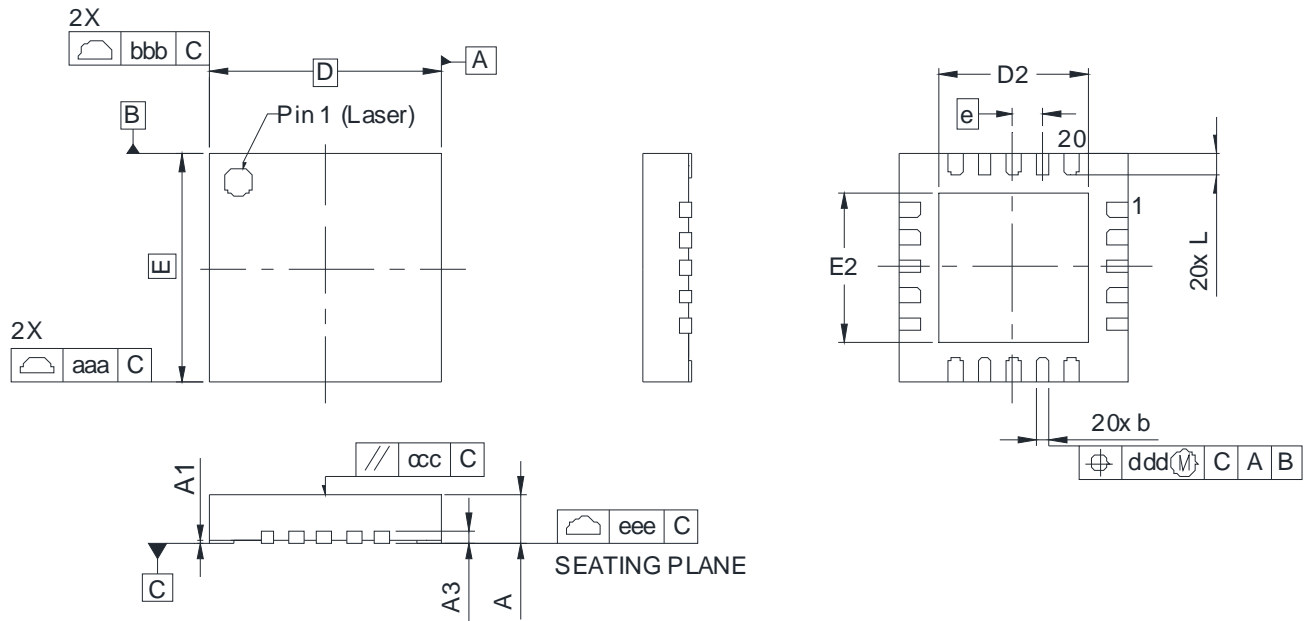 2X
bbb C
D
A
B
Pin 1 (Laser)
E
2X
aaa C
D2
e
20
1
E2
20x L
20x b
ddd M C A B
// ccc C
A1
eee C
SEATING PLANE
C
A3
A